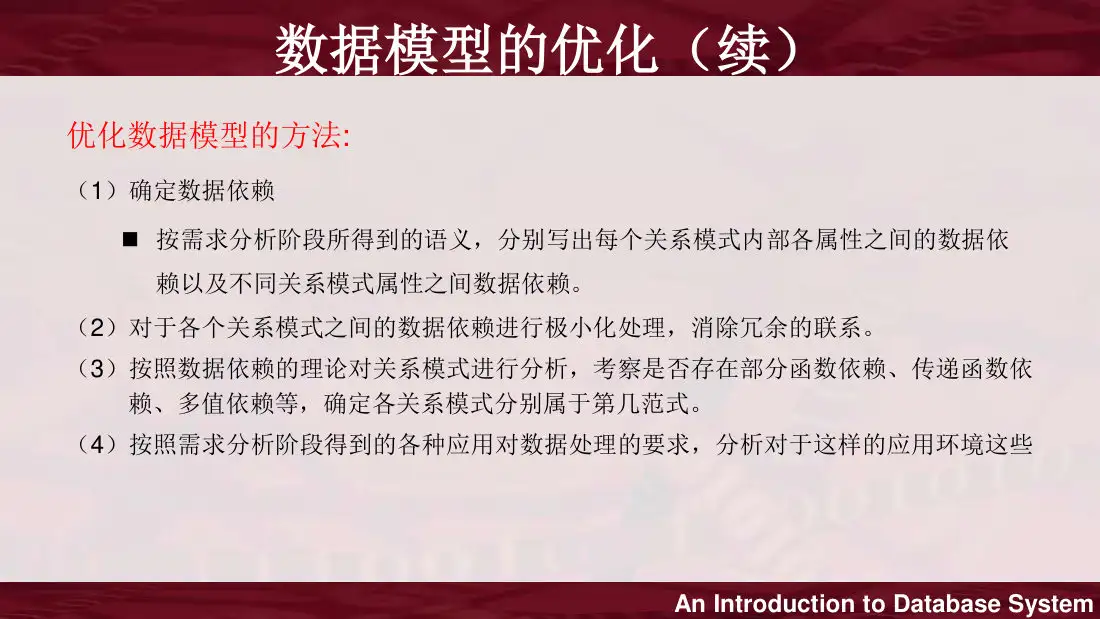 数据模型的优化（续）
优化数据模型的方法:
（1）确定数据依赖
■ 按需求分析阶段所得到的语义，分别写出每个关系模式内部各属性之间的数据依
赖以及不同关系模式属性之间数据依赖。
（2）对于各个关系模式之间的数据依赖进行极小化处理，消除冗余的联系。
（3）按照数据依赖的理论对关系模式进行分析，考察是否存在部分函数依赖、传递函数依
赖、多值依赖等，确定各关系模式分别属于第几范式。
（4）按照需求分析阶段得到的各种应用对数据处理的要求，分析对于这样的应用环境这些
An Introduction to Database System